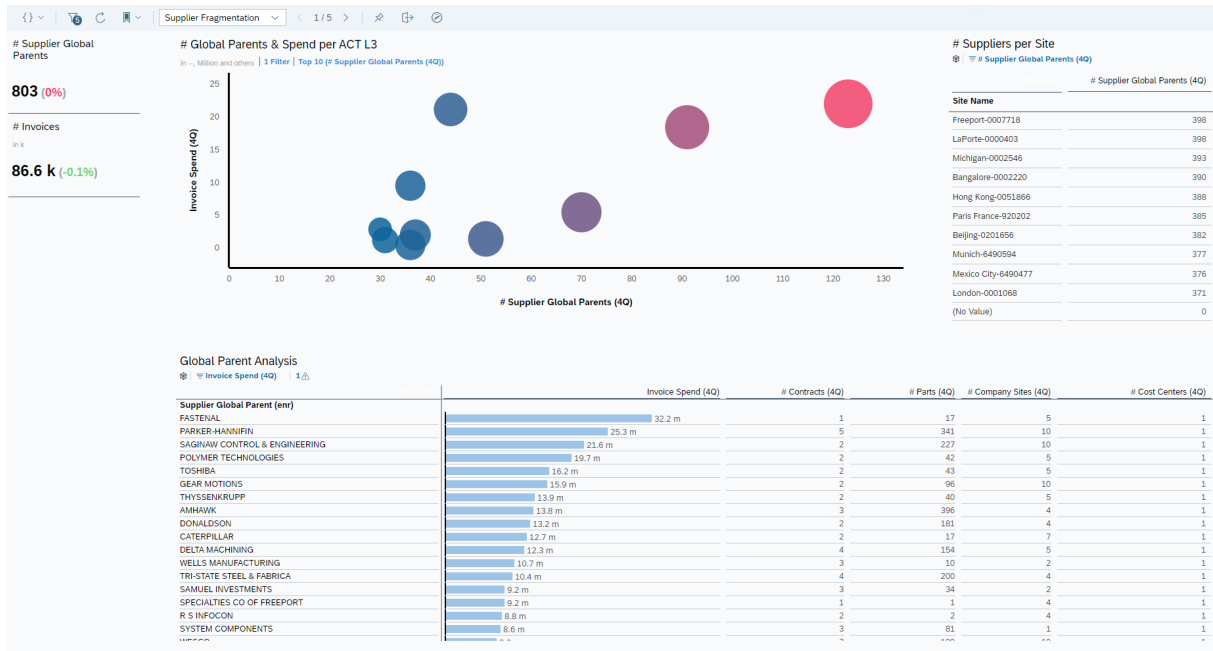 {}
5
Supplier Fragmentation
1 / 5
# Supplier Global
Parents
803 (0%)
# Invoices
in k
86.6 k (-0.1%)
# Global Parents & Spend per ACT L3
in --, Million and others | 1 Filter | Top 10 (# Supplier Global Parents (4Q))
Invoice Spend (4Q)
25
20
15
10
5
0
0 10 20 30 40 50 60 70 80 90 100 110 120 130
# Supplier Global Parents (4Q)
# Suppliers per Site
# Supplier Global Parents (4Q)
# Supplier Global Parents (4Q)
Site Name
Freeport-0007718 398
LaPorte-0000403 398
Michigan-0002546 393
Bangalore-0002220 390
Hong Kong-0051866 388
Paris France-920202 385
Beijing-0201656 382
Munich-6490594 377
Mexico City-6490477 376
London-0001068 371
(No Value) 0
Global Parent Analysis
Invoice Spend (4Q) | 1
Invoice Spend (4Q) # Contracts (4Q) # Parts (4Q) # Company Sites (4Q) # Cost Centers (4Q)
Supplier Global Parent (enr)
FASTENAL 32.2 m 1 17 5 1
PARKER-HANNIFIN 25.3 m 5 341 10 1
SAGINAW CONTROL & ENGINEERING 21.6 m 2 227 10 1
POLYMER TECHNOLOGIES 19.7 m 2 42 5 1
TOSHIBA 16.2 m 2 43 5 1
GEAR MOTIONS 15.9 m 2 96 10 1
THYSSENKRUPP 13.9 m 2 40 5 1
AMHAWK 13.8 m 3 396 4 1
DONALDSON 13.2 m 2 181 4 1
CATERPILLAR 12.7 m 2 17 7 1
DELTA MACHINING 12.3 m 4 154 5 1
WELLS MANUFACTURING 10.7 m 3 10 2 1
TRI-STATE STEEL & FABRICA 10.4 m 4 200 4 1
SAMUEL INVESTMENTS 9.2 m 3 34 2 1
SPECIALTIES CO OF FREEPORT 9.2 m 1 1 4 1
R S INFOCON 8.8 m 2 2 4 1
SYSTEM COMPONENTS 8.6 m 3 81 1 1